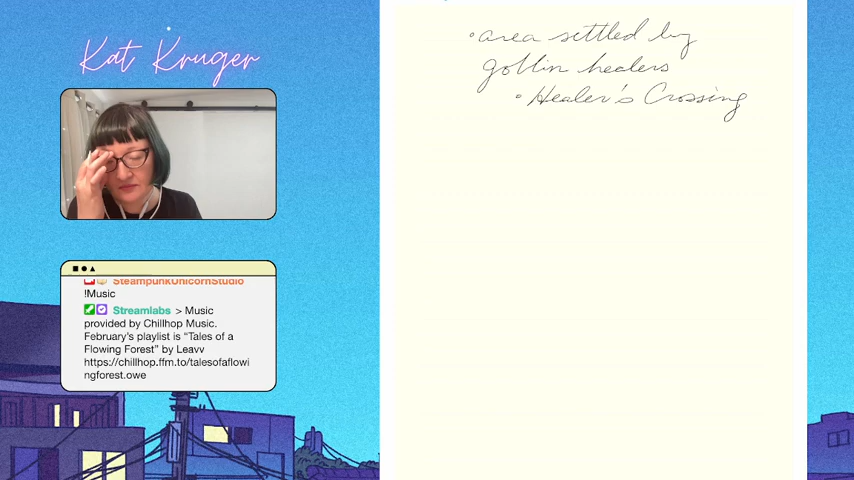 Kat Kruger
SteampunkUnicornStudio
!Music
Streamlabs > Music
provided by Chillhop Music.
February's playlist is "Tales of a
Flowing Forest" by Leavv
https://chillhop.ffm.to/talesofaflowi
ngforest.owe
• area settled by
goblin healers
• Healer's Crossing